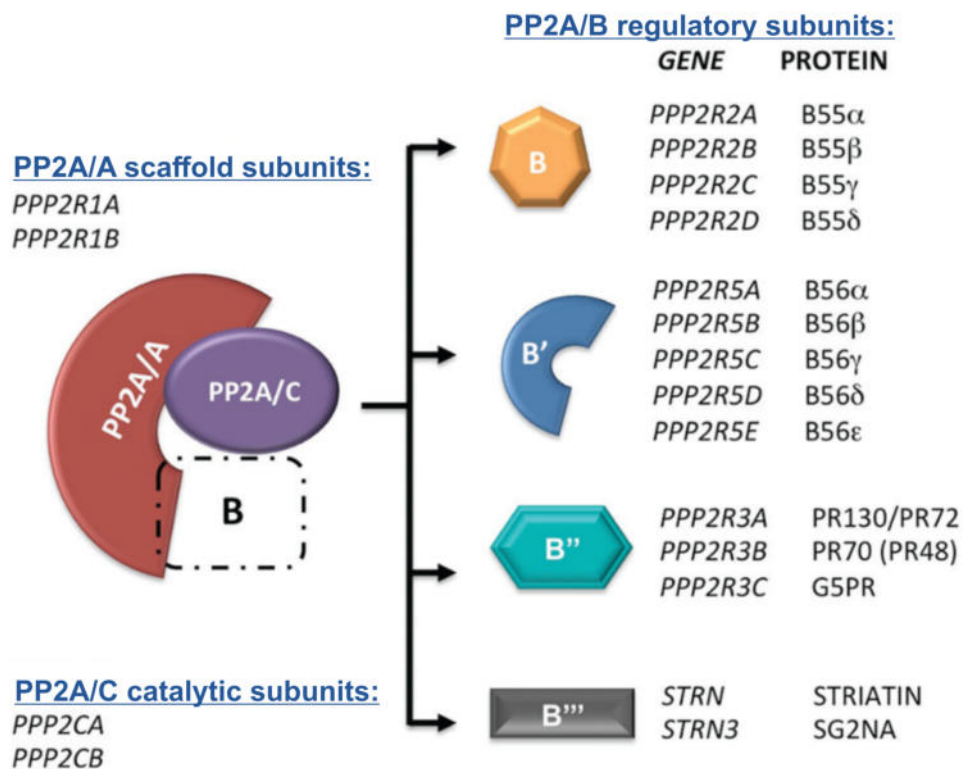 PP2A/B regulatory subunits:
GENE PROTEIN
B
PPP2R2A B55α
PPP2R2B B55β
PPP2R2C B55γ
PPP2R2D B55δ
PP2A/A scaffold subunits:
PPP2R1A
PPP2R1B
PP2A/A
PP2A/C
B
B'
PPP2R5A B56α
PPP2R5B B56β
PPP2R5C B56γ
PPP2R5D B56δ
PPP2R5E B56ε
B''
PPP2R3A PR130/PR72
PPP2R3B PR70 (PR48)
PPP2R3C G5PR
PP2A/C catalytic subunits:
PPP2CA
PPP2CB
B'''
STRN STRIATIN
STRN3 SG2NA